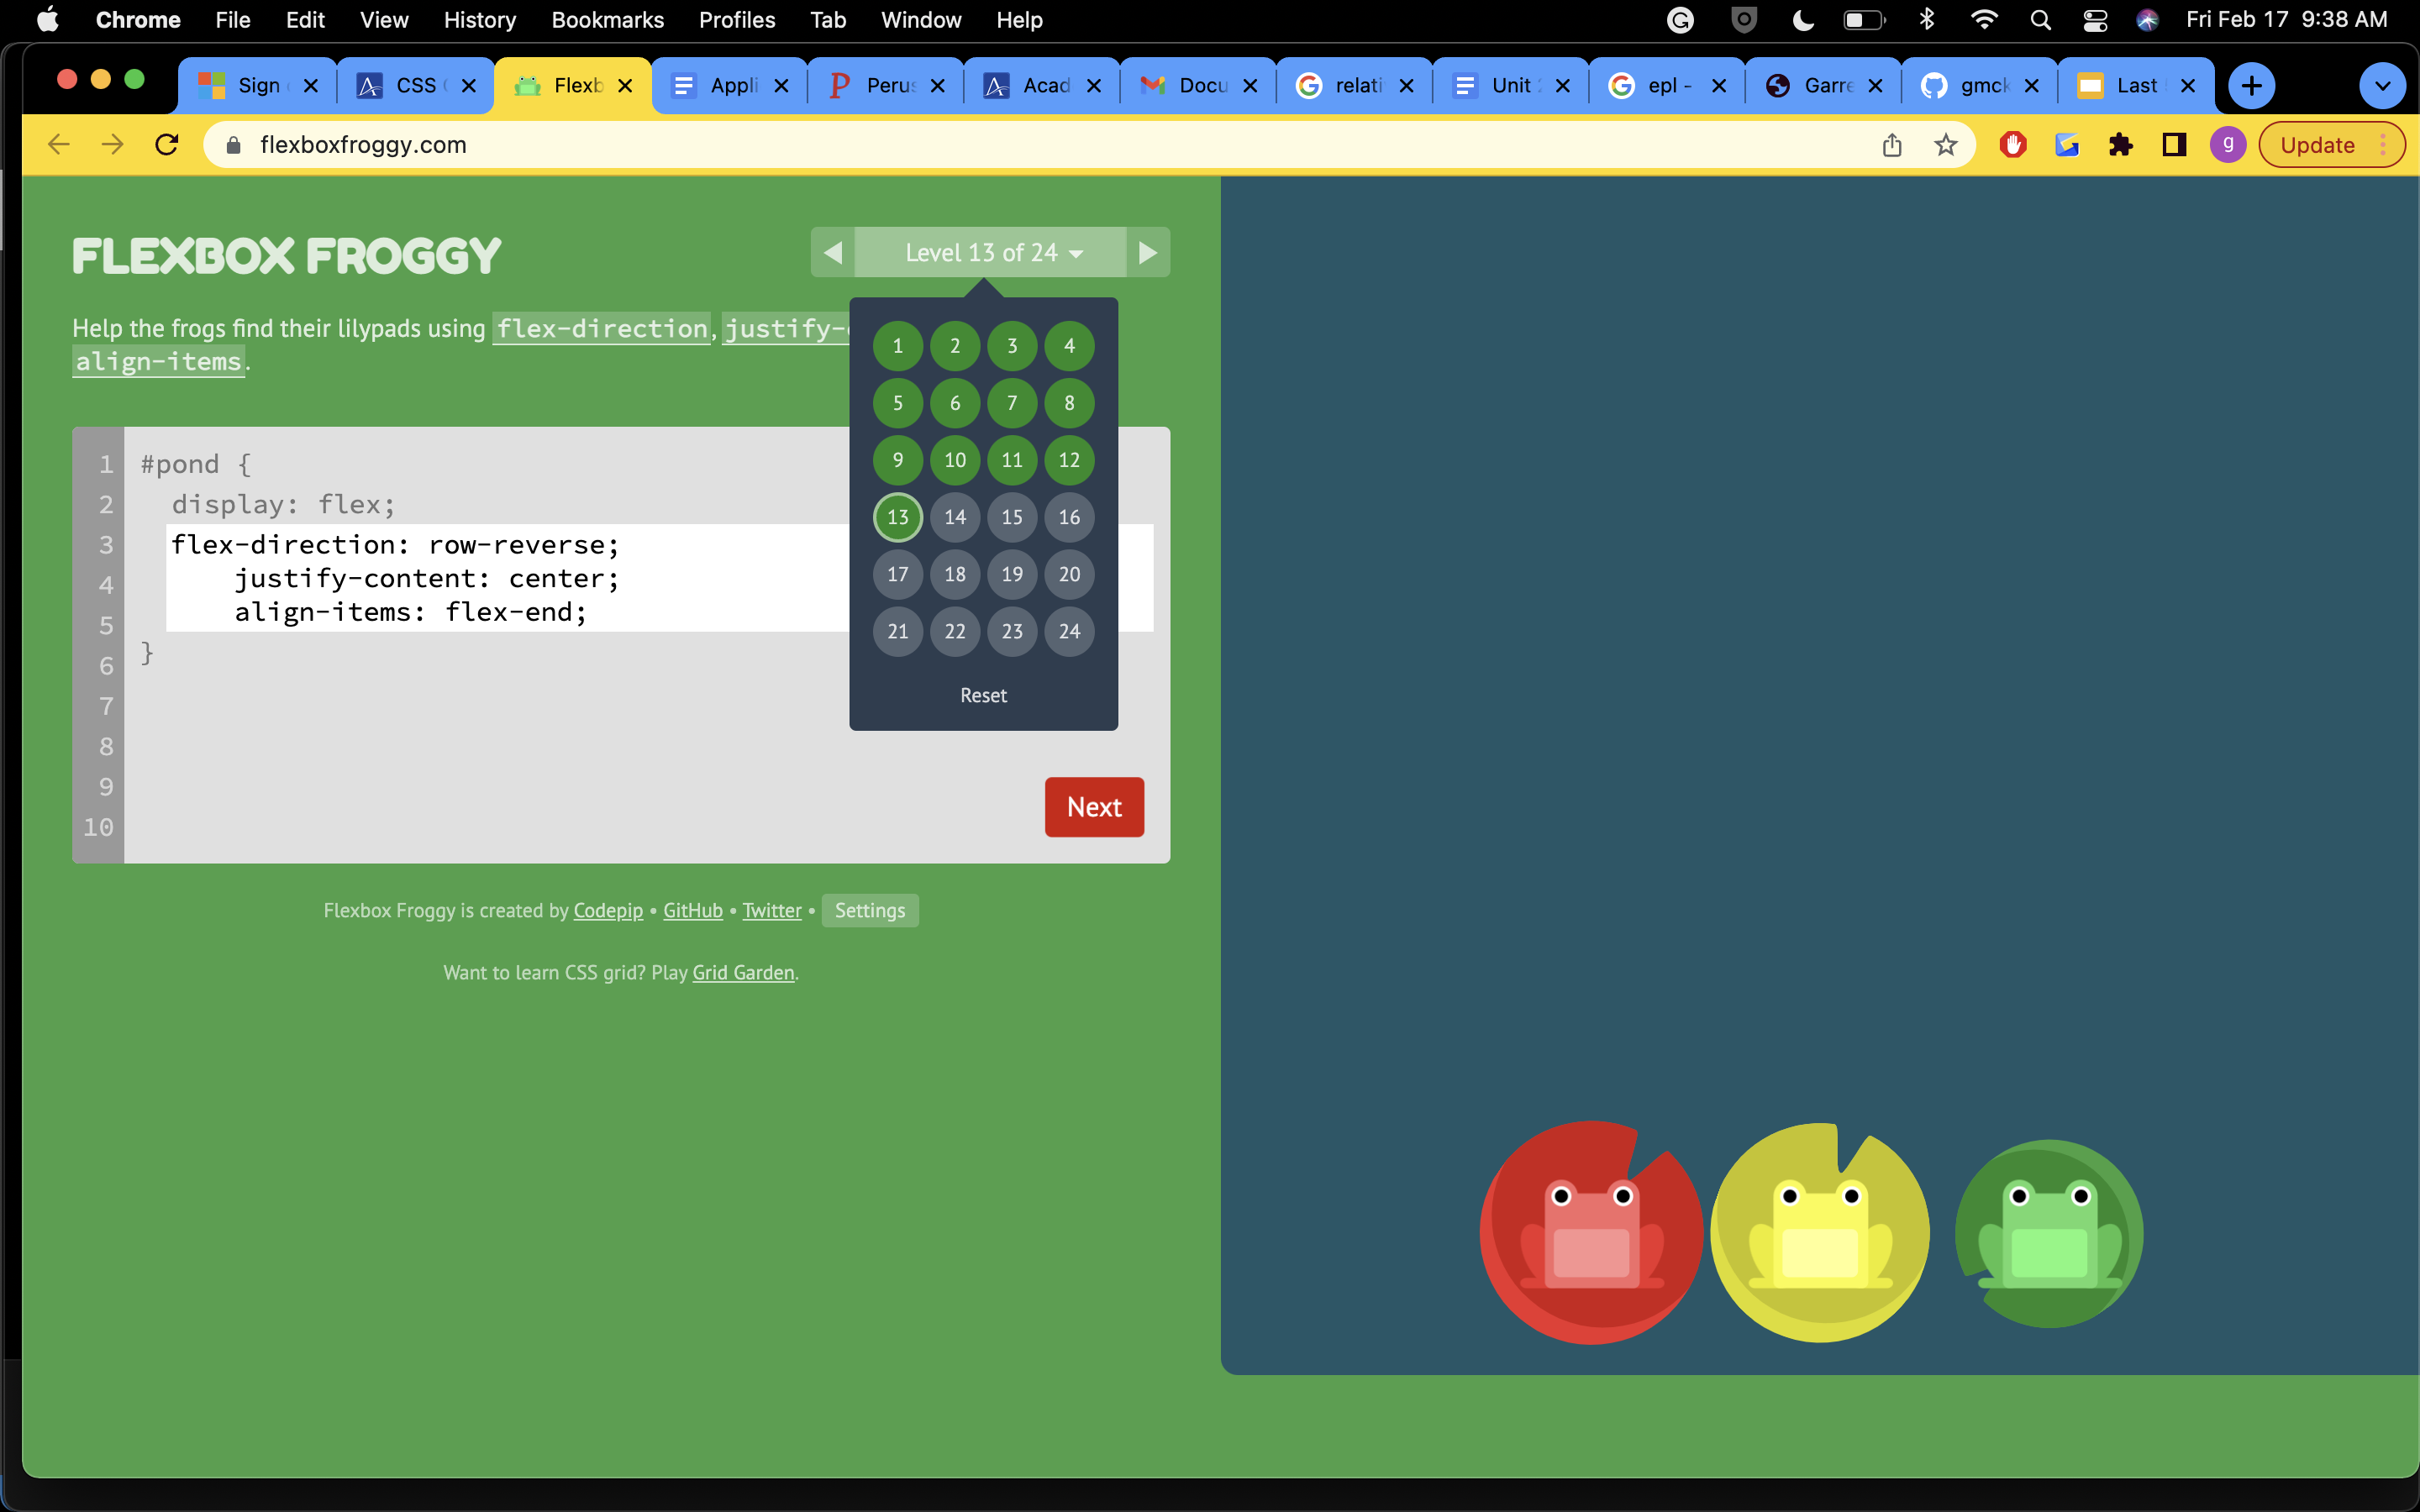 Chrome File Edit View History Bookmarks Profiles Tab Window Help Fri Feb 17 9:38 AM
Sign CSS Flexb Appli Perus Acad Docu relati Unit epl - Garre gmck Last
flexboxfroggy.com g Update
FLEXBOX FROGGY
Level 13 of 24
Help the frogs find their lilypads using flex-direction, justify-
align-items.
1 2 3 4
5 6 7 8
9 10 11 12
13 14 15 16
17 18 19 20
21 22 23 24
Reset
1 #pond {
2 display: flex;
3 flex-direction: row-reverse;
4 justify-content: center;
5 align-items: flex-end;
6 }
7
8
9
10
Next
Flexbox Froggy is created by Codepip • GitHub • Twitter • Settings
Want to learn CSS grid? Play Grid Garden.